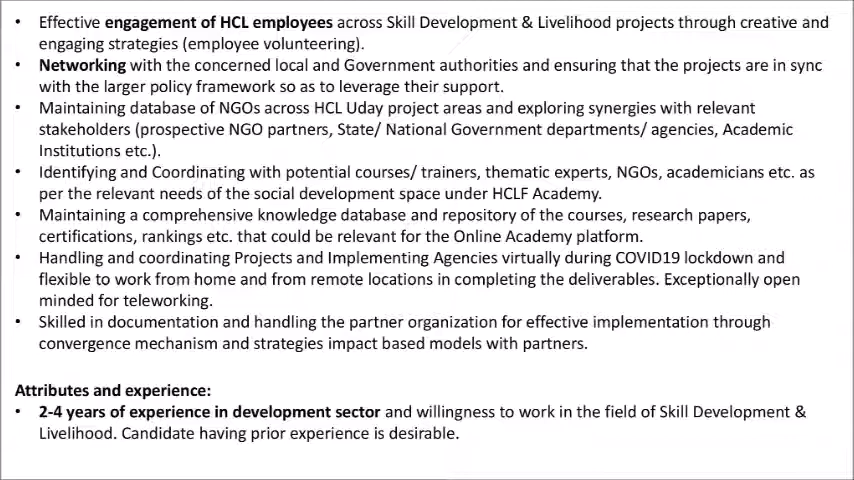 • Effective engagement of HCL employees across Skill Development & Livelihood projects through creative and
engaging strategies (employee volunteering).
• Networking with the concerned local and Government authorities and ensuring that the projects are in sync
with the larger policy framework so as to leverage their support.
• Maintaining database of NGOs across HCL Uday project areas and exploring synergies with relevant
stakeholders (prospective NGO partners, State/ National Government departments/ agencies, Academic
Institutions etc.).
• Identifying and Coordinating with potential courses/ trainers, thematic experts, NGOs, academicians etc. as
per the relevant needs of the social development space under HCLF Academy.
• Maintaining a comprehensive knowledge database and repository of the courses, research papers,
certifications, rankings etc. that could be relevant for the Online Academy platform.
• Handling and coordinating Projects and Implementing Agencies virtually during COVID19 lockdown and
flexible to work from home and from remote locations in completing the deliverables. Exceptionally open
minded for teleworking.
• Skilled in documentation and handling the partner organization for effective implementation through
convergence mechanism and strategies impact based models with partners.
Attributes and experience:
• 2-4 years of experience in development sector and willingness to work in the field of Skill Development &
Livelihood. Candidate having prior experience is desirable.